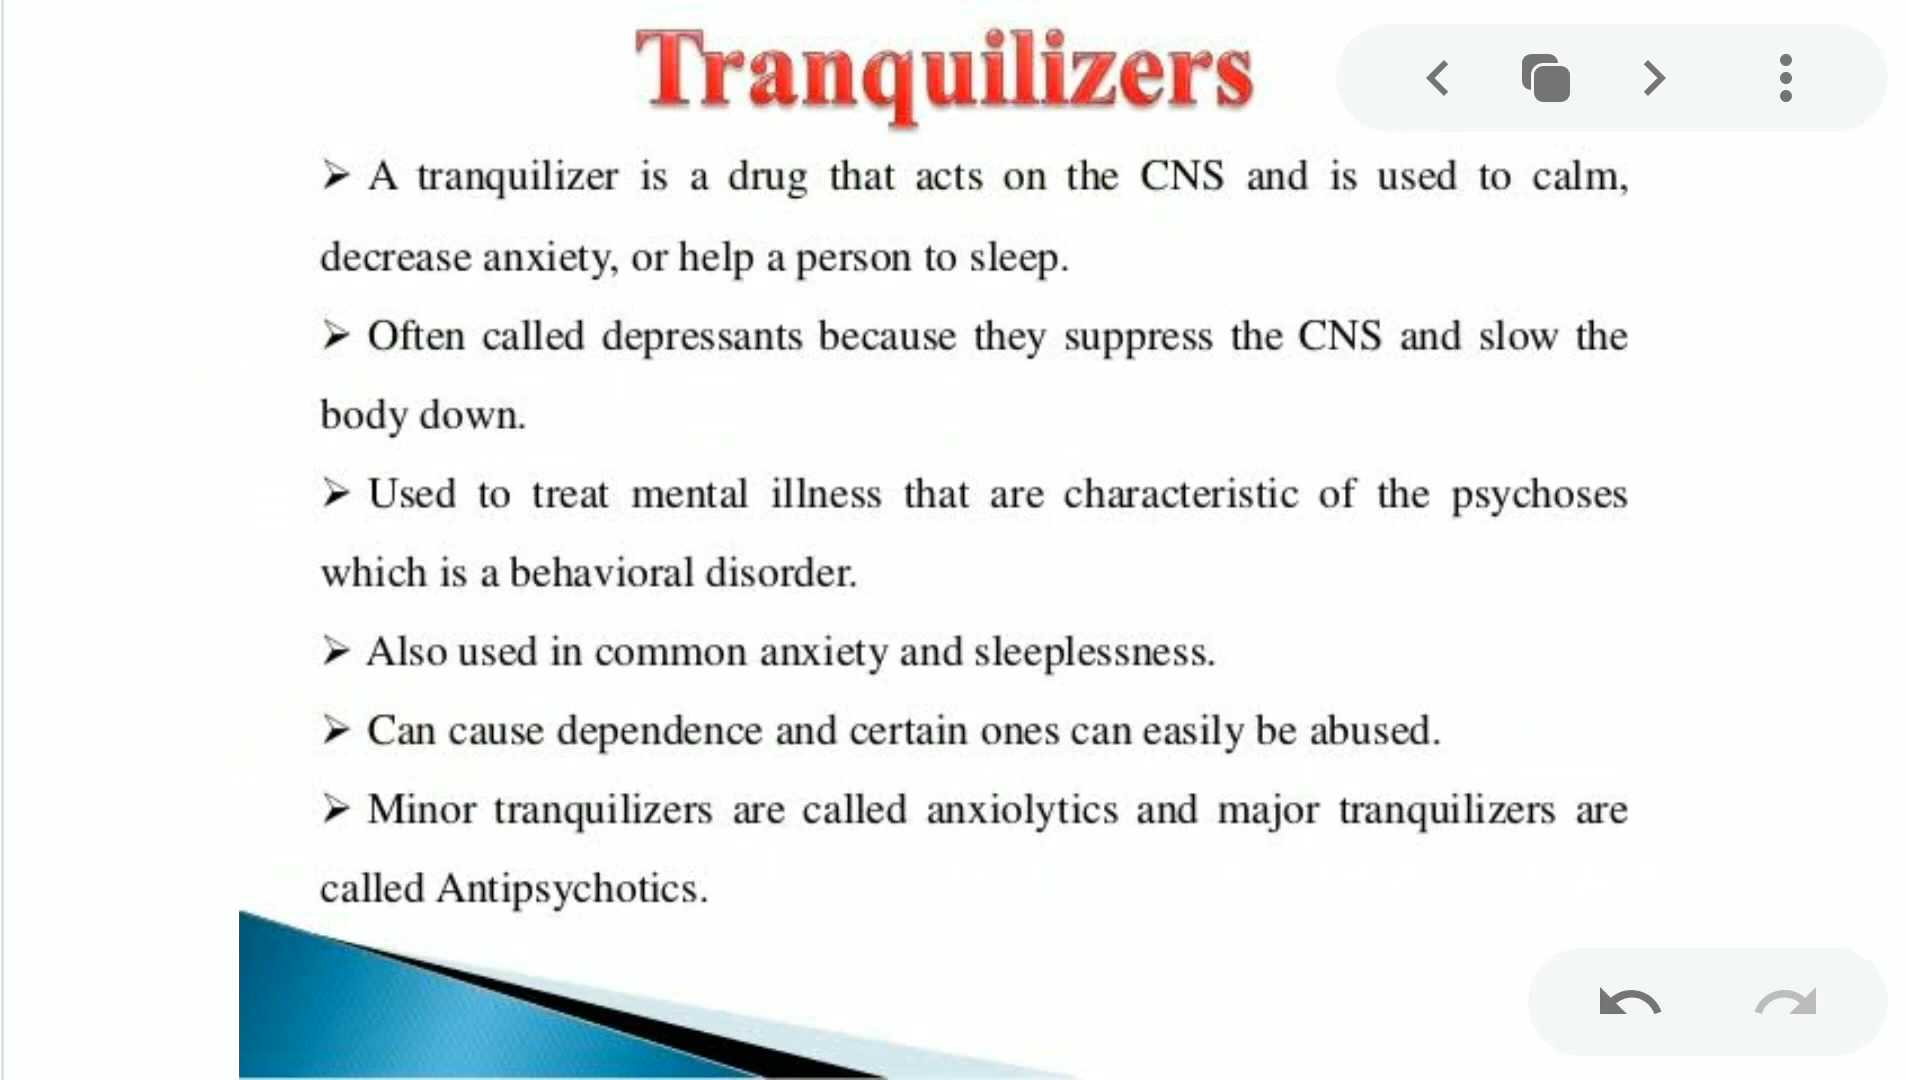 Tranquilizers
➢ A tranquilizer is a drug that acts on the CNS and is used to calm,
decrease anxiety, or help a person to sleep.
➢ Often called depressants because they suppress the CNS and slow the
body down.
➢ Used to treat mental illness that are characteristic of the psychoses
which is a behavioral disorder.
➢ Also used in common anxiety and sleeplessness.
➢ Can cause dependence and certain ones can easily be abused.
➢ Minor tranquilizers are called anxiolytics and major tranquilizers are
called Antipsychotics.